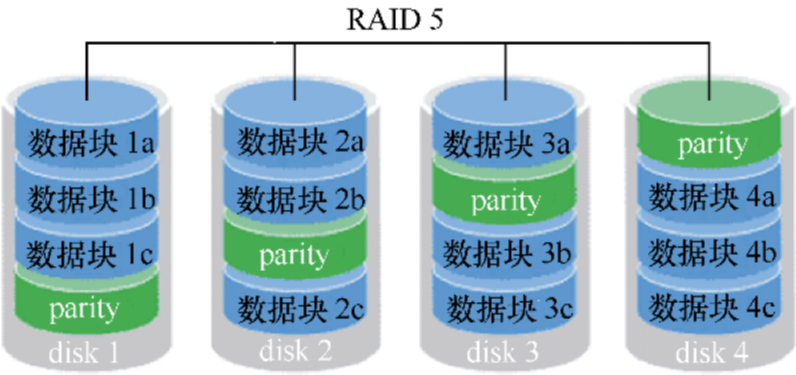 RAID 5
数据块 1a
数据块 1b
数据块 1c
parity
disk 1
数据块 2a
数据块 2b
parity
数据块 2c
disk 2
数据块 3a
parity
数据块 3b
数据块 3c
disk 3
parity
数据块 4a
数据块 4b
数据块 4c
disk 4